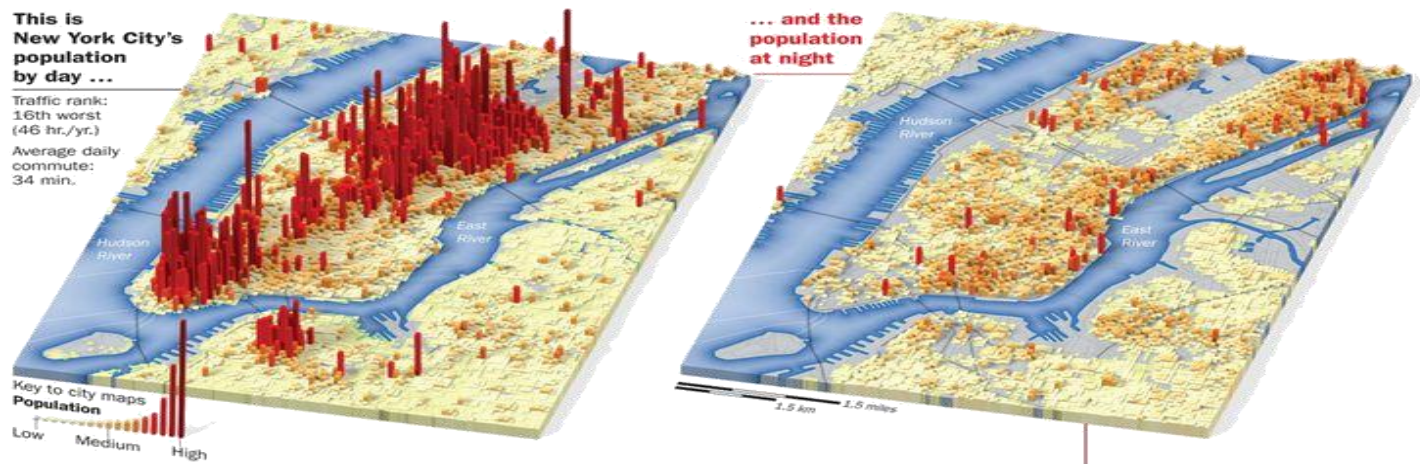 This is
New York City's
population
by day ...
Traffic rank:
16th worst
(46 hr./yr.)
Average daily
commute:
34 min.
Hudson
River
East
River
Key to city maps
Population
Low
Medium
High
... and the
population
at night
Hudson
River
East
River
1.5 km
1.5 miles